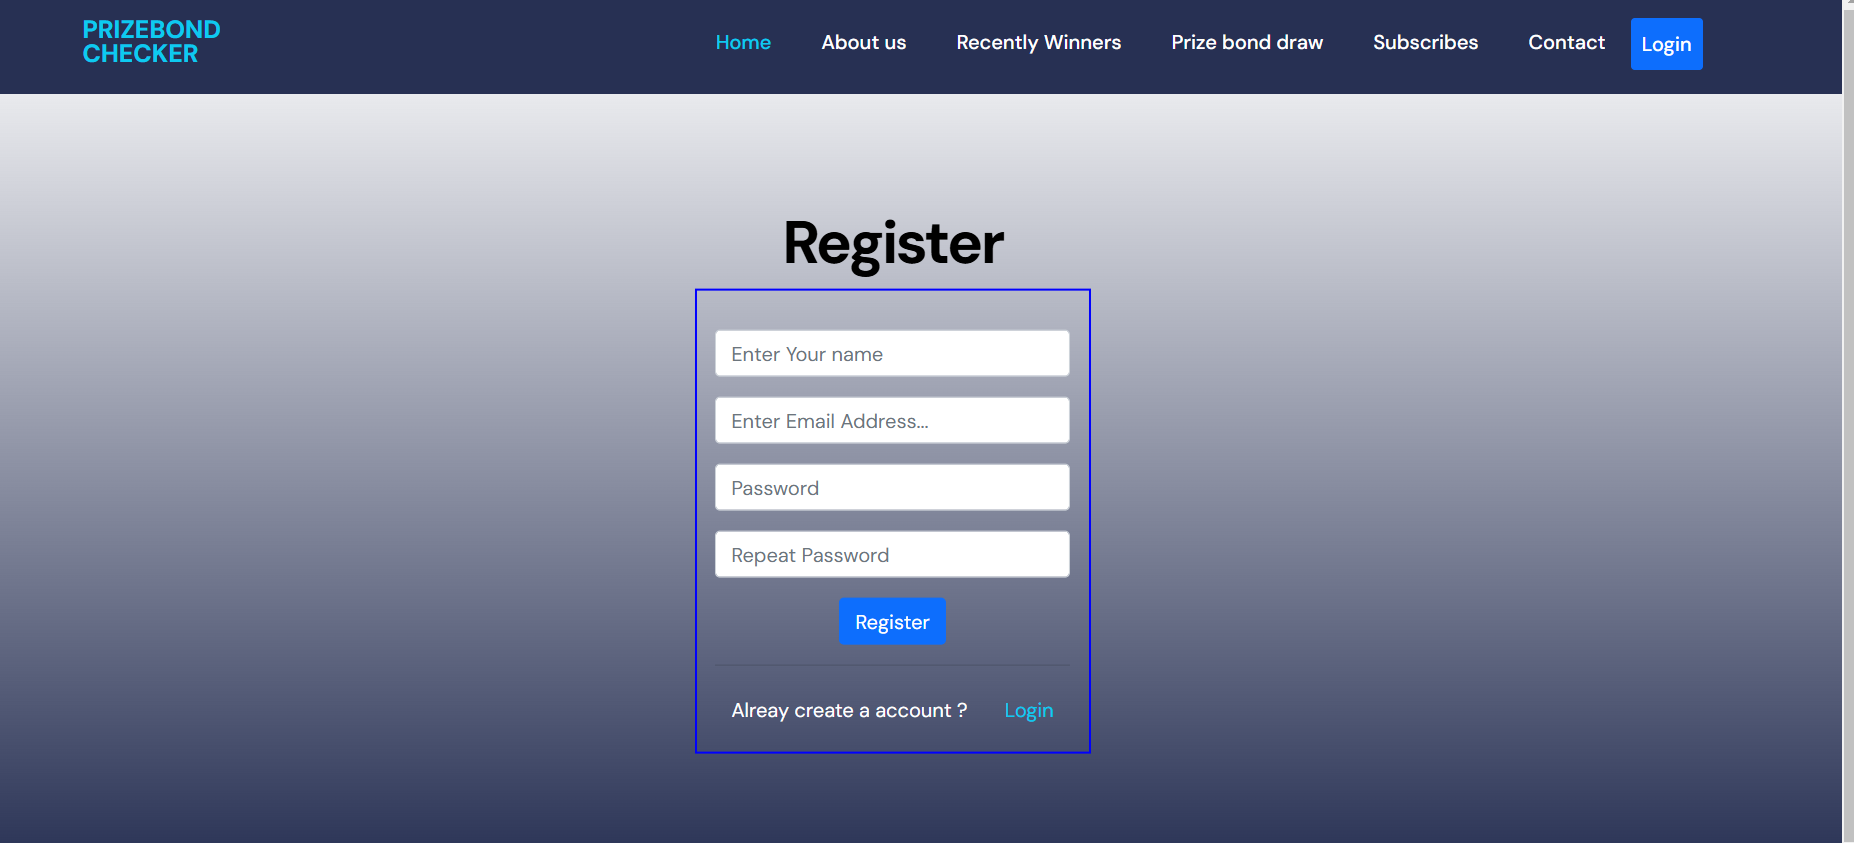 PRIZEBOND
CHECKER
Home About us Recently Winners Prize bond draw Subscribes Contact Login
Register
Enter Your name
Enter Email Address...
Password
Repeat Password
Register
Alreay create a account ? Login